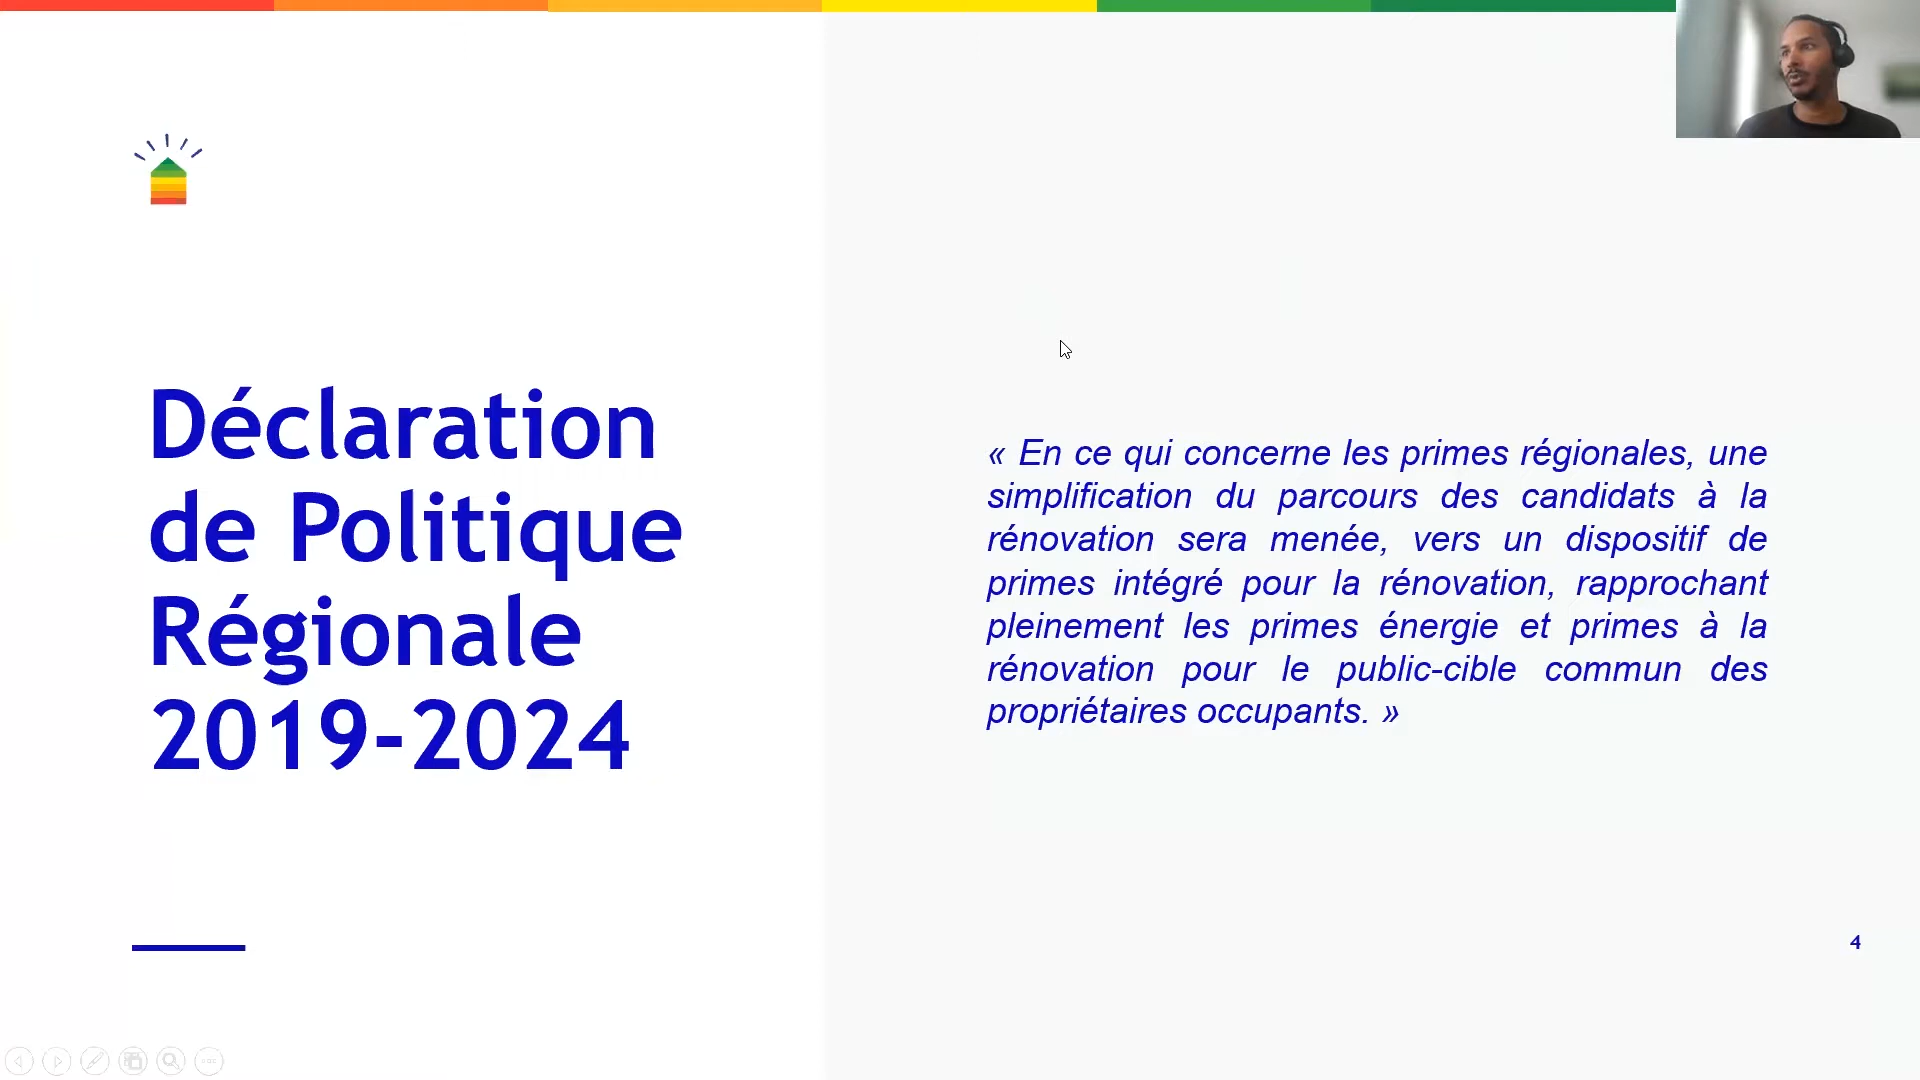 Déclaration
de Politique
Régionale
2019-2024
« En ce qui concerne les primes régionales, une
simplification du parcours des candidats à la
rénovation sera menée, vers un dispositif de
primes intégré pour la rénovation, rapprochant
pleinement les primes énergie et primes à la
rénovation pour le public-cible commun des
propriétaires occupants. »
4